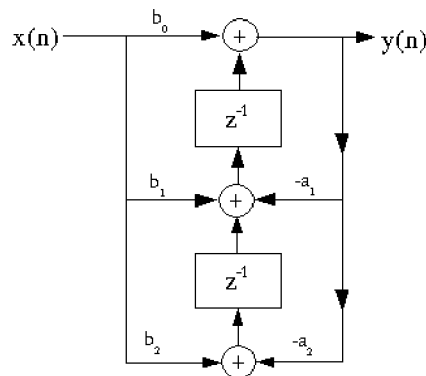 b₀
x(n) + y(n)
z⁻¹
b₁ + -a₁
z⁻¹
b₂ + -a₂